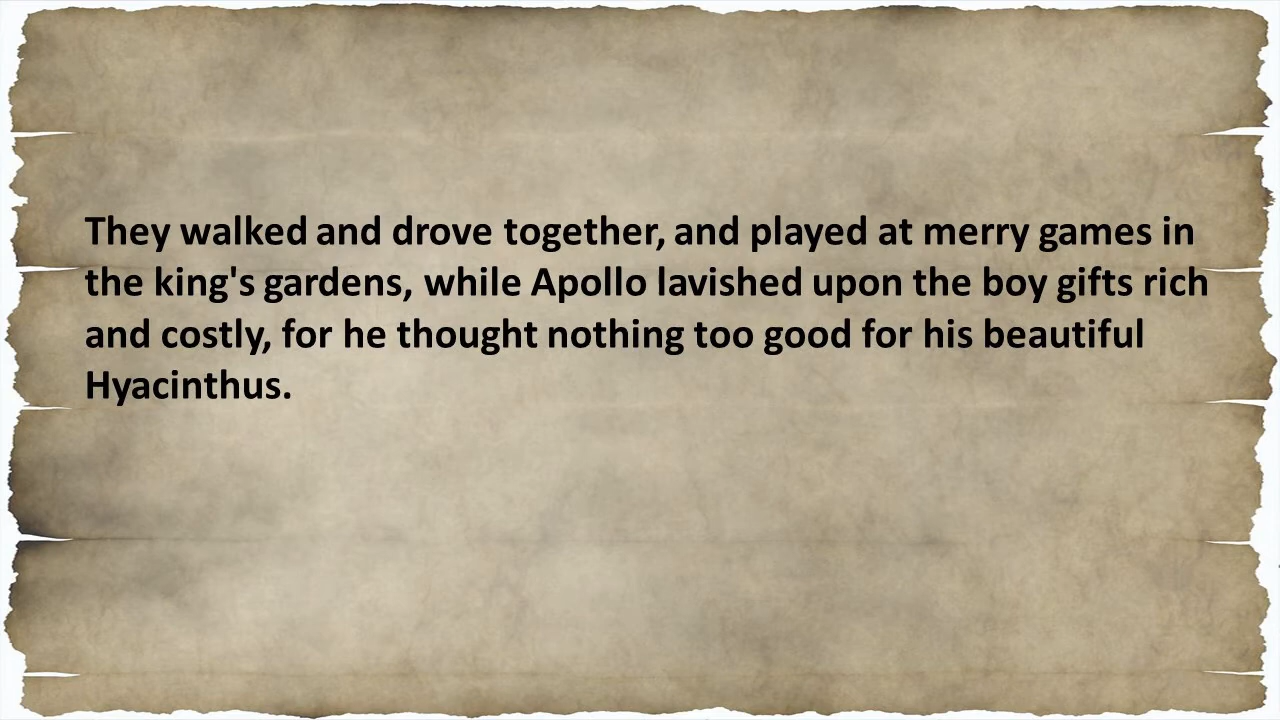 They walked and drove together, and played at merry games in
the king's gardens, while Apollo lavished upon the boy gifts rich
and costly, for he thought nothing too good for his beautiful
Hyacinthus.